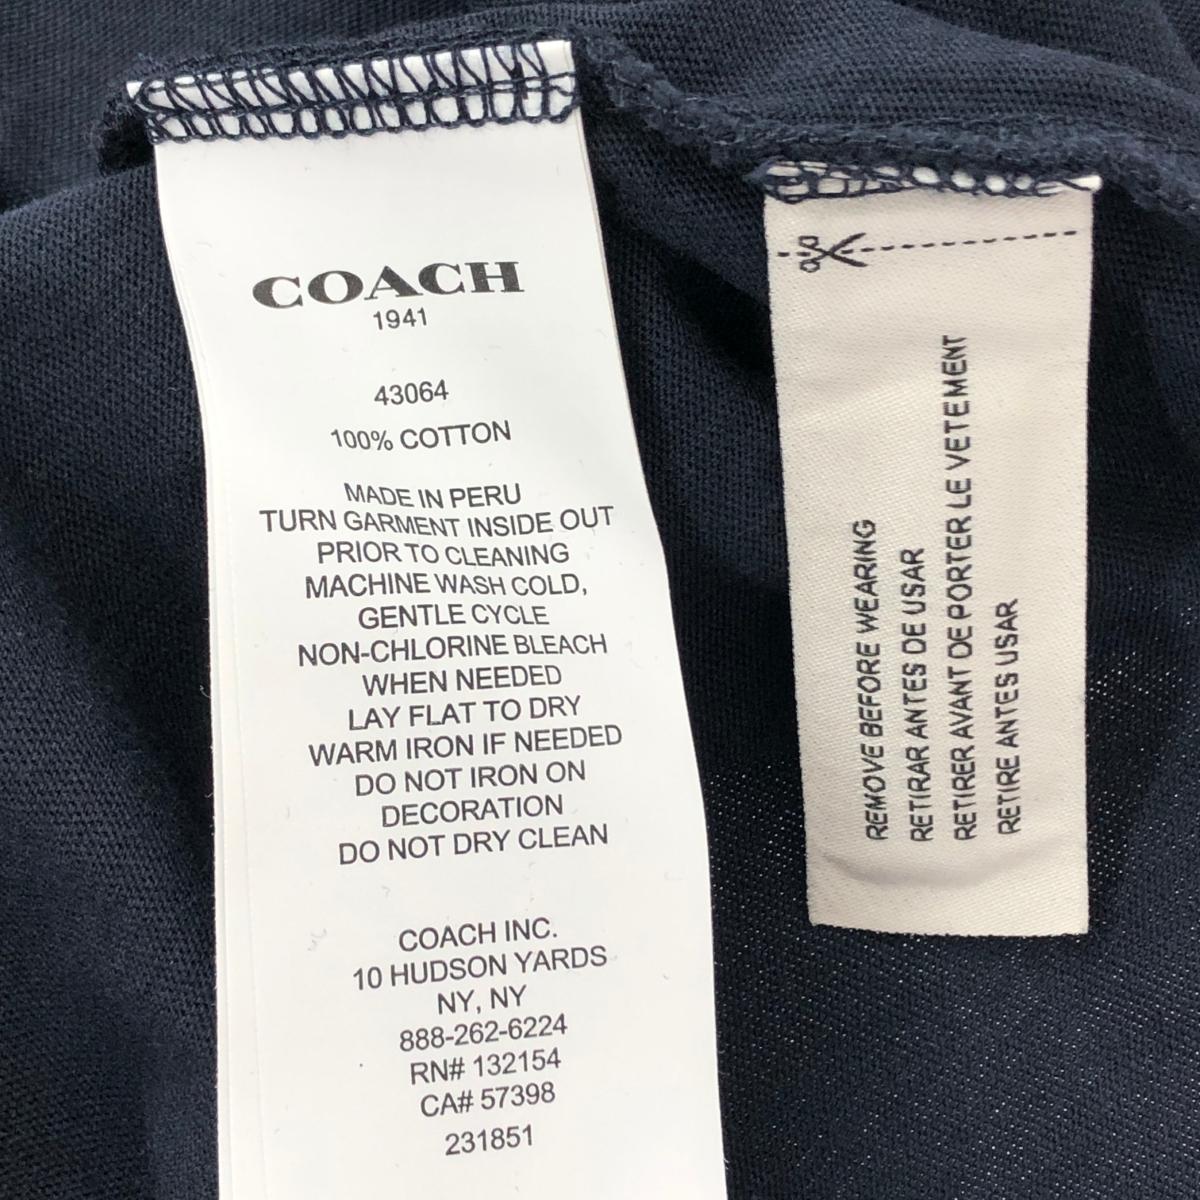 COACH
1941
43064
100% COTTON
MADE IN PERU
TURN GARMENT INSIDE OUT
PRIOR TO CLEANING
MACHINE WASH COLD,
GENTLE CYCLE
NON-CHLORINE BLEACH
WHEN NEEDED
LAY FLAT TO DRY
WARM IRON IF NEEDED
DO NOT IRON ON
DECORATION
DO NOT DRY CLEAN
COACH INC.
10 HUDSON YARDS
NY, NY
888-262-6224
RN# 132154
CA# 57398
231851
REMOVE BEFORE WEARING
RETIRAR ANTES DE USAR
RETIRER AVANT DE PORTER LE VETEMENT
RETIRE ANTES USAR